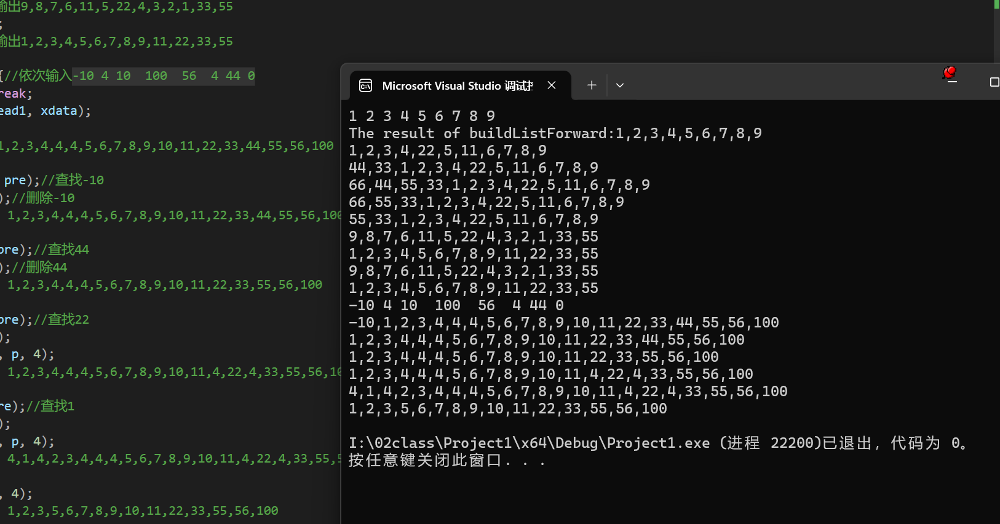 输出9,8,7,6,11,5,22,4,3,2,1,33,55
;
输出1,2,3,4,5,6,7,8,9,11,22,33,55
{//依次输入-10 4 10  100  56  4 44 0
reak;
ead1, xdata);
1,2,3,4,4,4,5,6,7,8,9,10,11,22,33,44,55,56,100
pre);//查找-10
);//删除-10
1,2,3,4,4,4,5,6,7,8,9,10,11,22,33,44,55,56,100
pre);//查找44
);//删除44
1,2,3,4,4,4,5,6,7,8,9,10,11,22,33,55,56,100
pre);//查找22
);
, p, 4);
1,2,3,4,4,4,5,6,7,8,9,10,11,4,22,4,33,55,56,10
re);//查找1
);
, p, 4);
4,1,4,2,3,4,4,4,5,6,7,8,9,10,11,4,22,4,33,55,5
, 4);
1,2,3,5,6,7,8,9,10,11,22,33,55,56,100
Microsoft Visual Studio 调试
1 2 3 4 5 6 7 8 9
The result of buildListForward:1,2,3,4,5,6,7,8,9
1,2,3,4,22,5,11,6,7,8,9
44,33,1,2,3,4,22,5,11,6,7,8,9
66,44,55,33,1,2,3,4,22,5,11,6,7,8,9
66,55,33,1,2,3,4,22,5,11,6,7,8,9
55,33,1,2,3,4,22,5,11,6,7,8,9
9,8,7,6,11,5,22,4,3,2,1,33,55
1,2,3,4,5,6,7,8,9,11,22,33,55
9,8,7,6,11,5,22,4,3,2,1,33,55
1,2,3,4,5,6,7,8,9,11,22,33,55
-10 4 10  100  56  4 44 0
-10,1,2,3,4,4,4,5,6,7,8,9,10,11,22,33,44,55,56,100
1,2,3,4,4,4,5,6,7,8,9,10,11,22,33,44,55,56,100
1,2,3,4,4,4,5,6,7,8,9,10,11,22,33,55,56,100
1,2,3,4,4,4,5,6,7,8,9,10,11,4,22,4,33,55,56,100
4,1,4,2,3,4,4,4,5,6,7,8,9,10,11,4,22,4,33,55,56,100
1,2,3,5,6,7,8,9,10,11,22,33,55,56,100
I:\02class\Project1\x64\Debug\Project1.exe (进程 22200)已退出，代码为 0。
按任意键关闭此窗口. . .